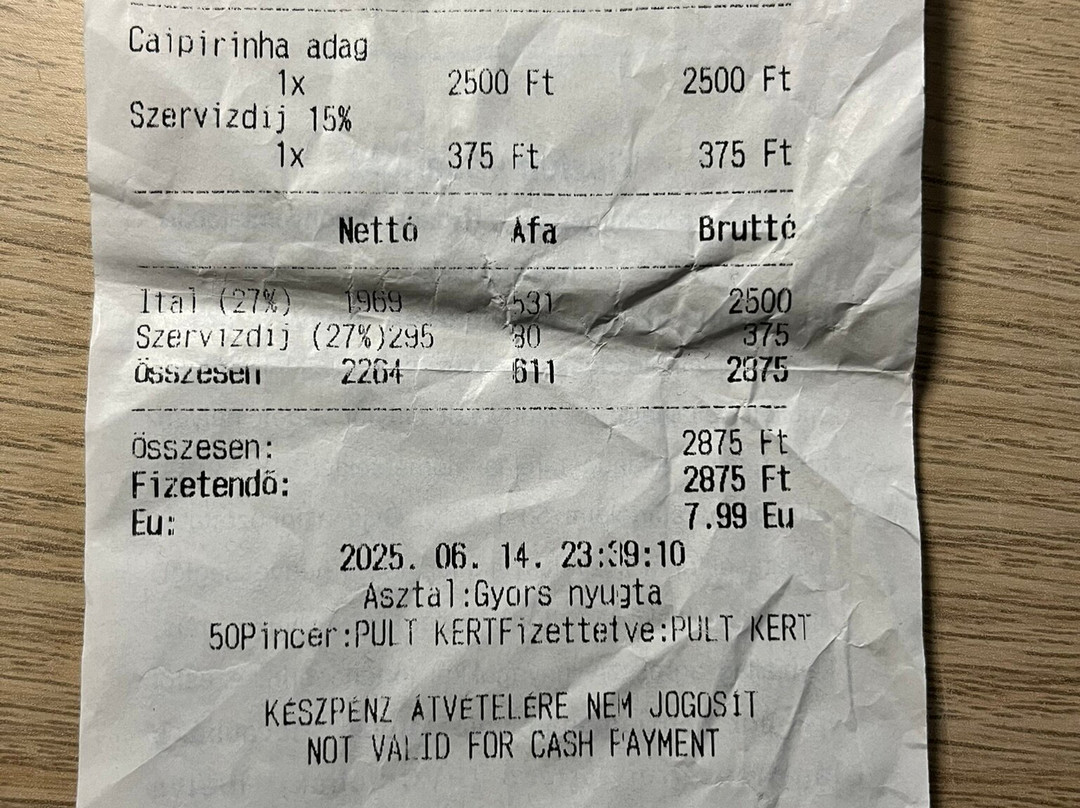 Caipirinha adag
1x 2500 Ft 2500 Ft
Szervizdíj 15%
1x 375 Ft 375 Ft
Nettó Áfa Bruttó
Ital (27%) 1969 531 2500
Szervizdíj (27%)295 80 375
Összesen 2264 611 2875
Összesen: 2875 Ft
Fizetendő: 2875 Ft
Eu: 7.99 Eu
2025. 06. 14. 23:39:10
Asztal:Gyors nyugta
50Pincér:PULT KERTFizettetve:PULT KERT
KÉSZPÉNZ ÁTVÉTELÉRE NEM JOGOSÍT
NOT VALID FOR CASH PAYMENT